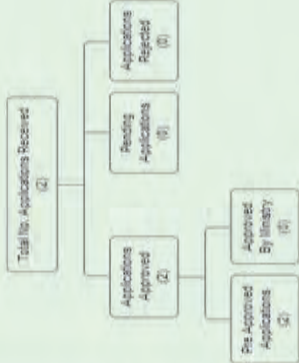 Total No. Applications Received
(2)
Applications
Approved
(2)
Pending
Applications
(0)
Applications
Rejected
(0)
Pre Approved
Applications
(2)
Approved
By Ministry
(0)